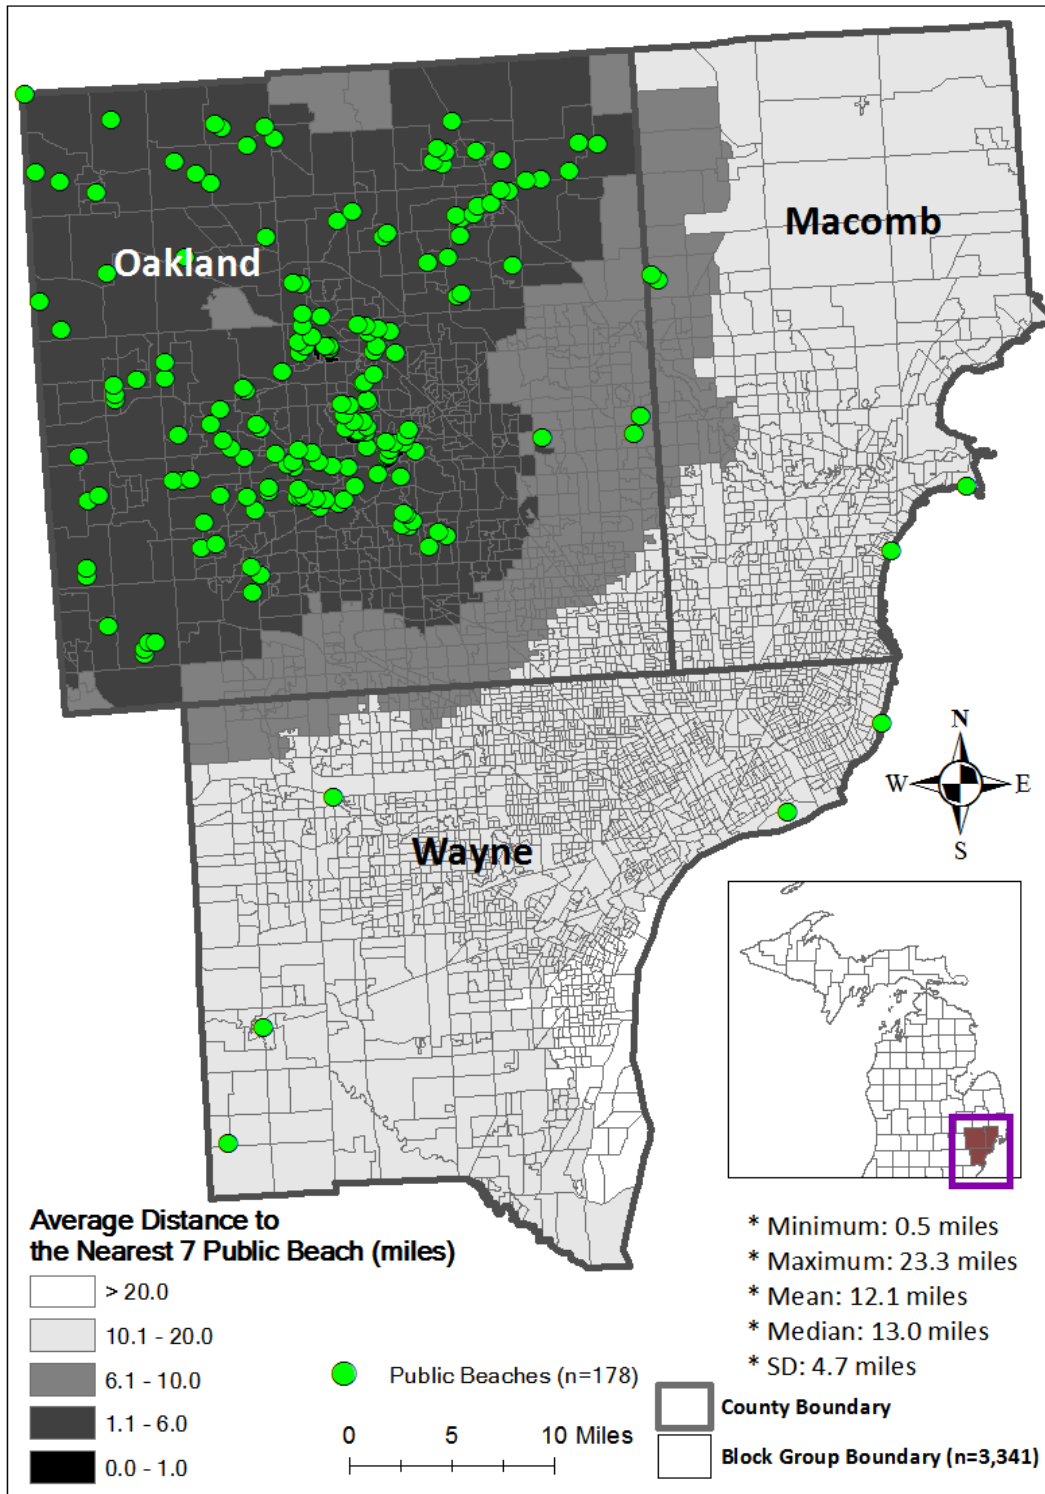 Oakland
Macomb
Wayne
N
W
E
S
Average Distance to
the Nearest 7 Public Beach (miles)
> 20.0
10.1 - 20.0
6.1 - 10.0
1.1 - 6.0
0.0 - 1.0
Public Beaches (n=178)
0 5 10 Miles
* Minimum: 0.5 miles
* Maximum: 23.3 miles
* Mean: 12.1 miles
* Median: 13.0 miles
* SD: 4.7 miles
County Boundary
Block Group Boundary (n=3,341)